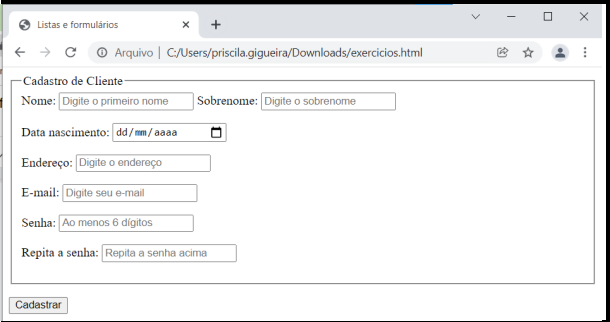 Listas e formulários
Arquivo | C:/Users/priscila.gigueira/Downloads/exercicios.html
Cadastro de Cliente
Nome: Digite o primeiro nome Sobrenome: Digite o sobrenome
Data nascimento: dd/mm/aaaa
Endereço: Digite o endereço
E-mail: Digite seu e-mail
Senha: Ao menos 6 dígitos
Repita a senha: Repita a senha acima
Cadastrar